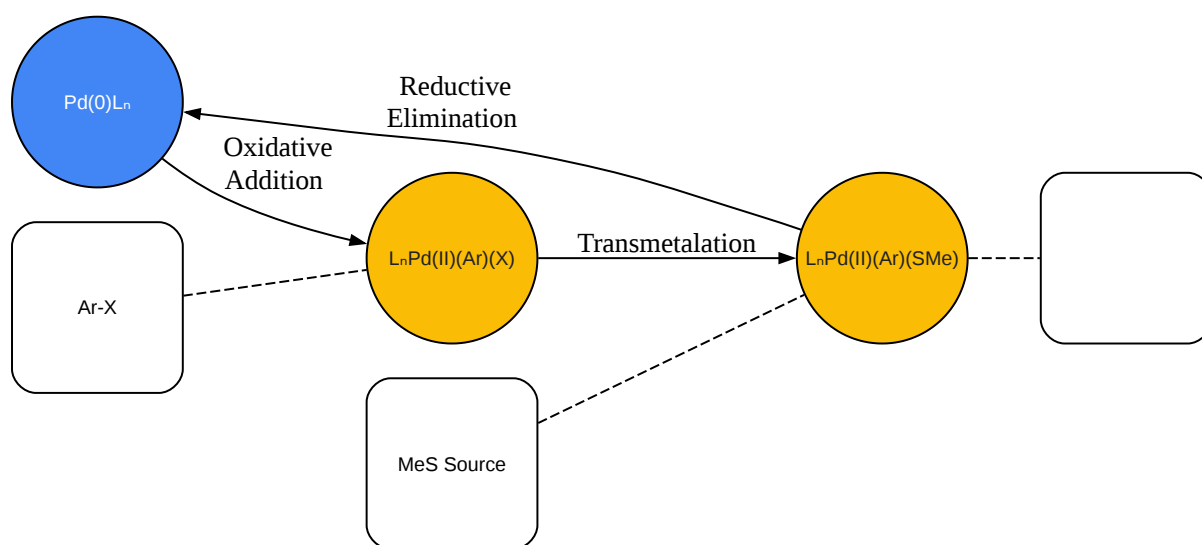 Pd(0)Lₙ
Reductive
Elimination
Oxidative
Addition
LₙPd(II)(Ar)(X)
Transmetalation
LₙPd(II)(Ar)(SMe)
Ar-X
MeS Source